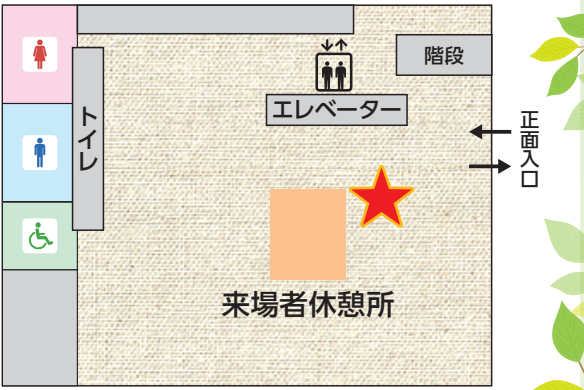 階段
エレベーター
トイレ
正面入口
来場者休憩所